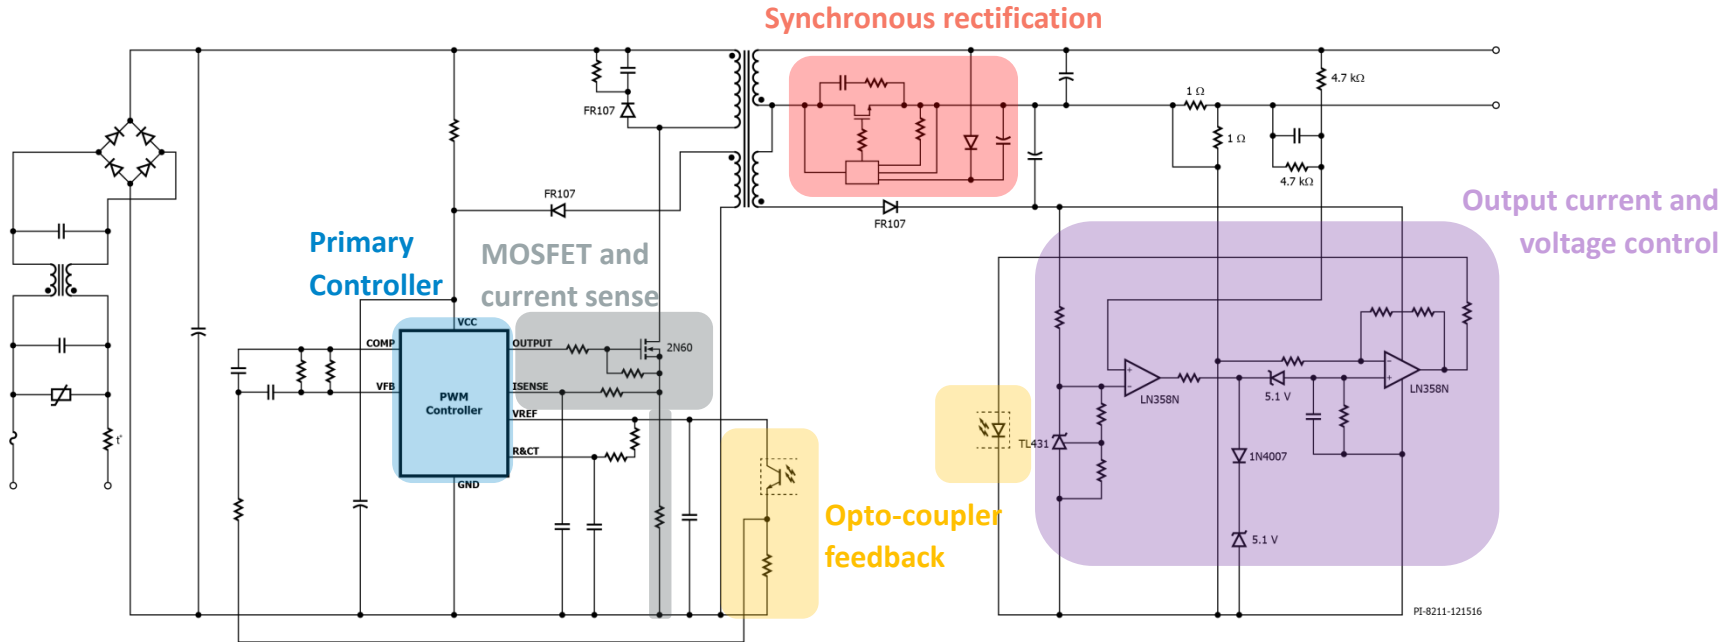 Synchronous rectification
4.7 kΩ
FR107
1 Ω
1 Ω
4.7 kΩ
FR107
FR107
Output current and
voltage control
Primary
Controller
MOSFET and
current sense
VCC
COMP
OUTPUT
2N60
VFB
ISENSE
PWM
Controller
VREF
R&CT
GND
t°
LN358N
5.1 V
LN358N
TL431
1N4007
5.1 V
Opto-coupler
feedback
PI-8211-121516